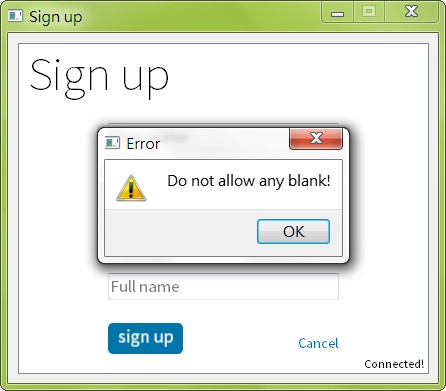 Sign up
Sign up
Error
Do not allow any blank!
OK
Full name
sign up
Cancel
Connected!